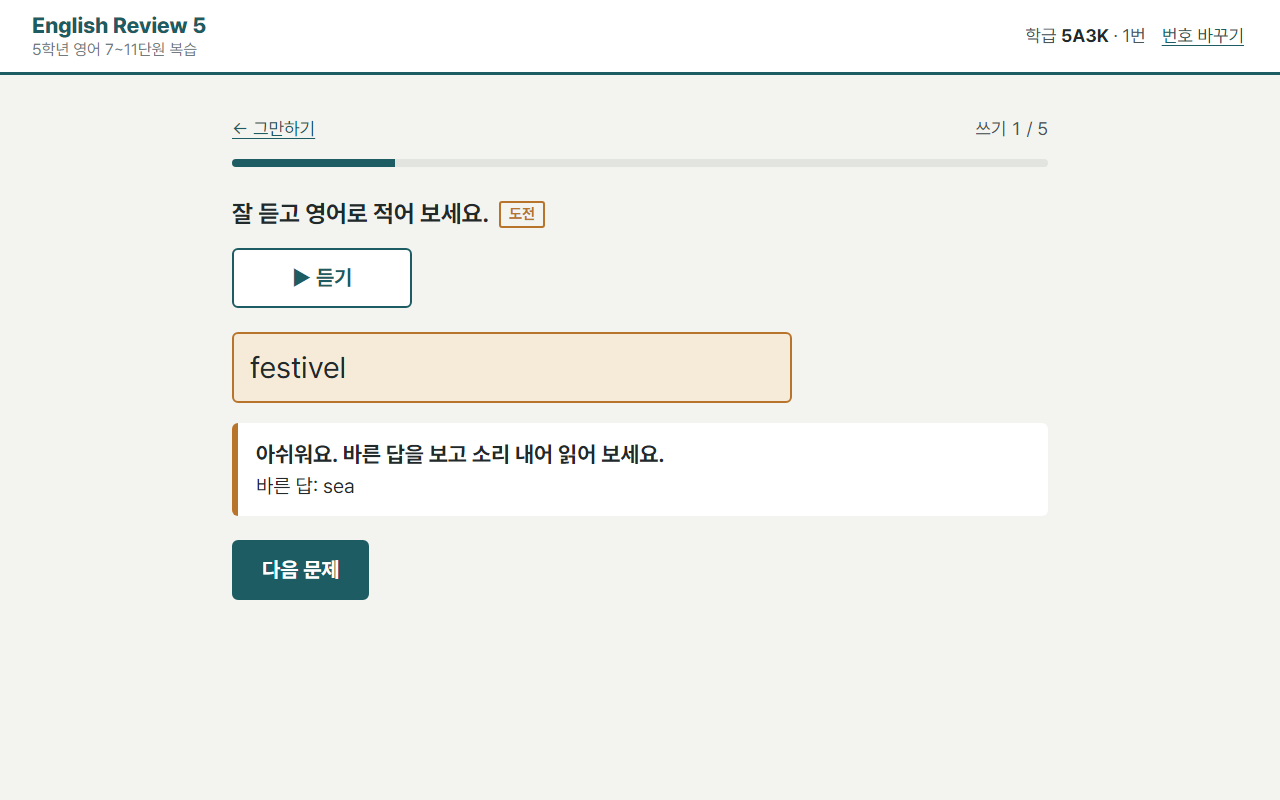 English Review 5
5학년 영어 7~11단원 복습
학급 5A3K · 1번 번호 바꾸기
← 그만하기
쓰기 1 / 5
잘 듣고 영어로 적어 보세요. 도전
▶ 듣기
festivel
아쉬워요. 바른 답을 보고 소리 내어 읽어 보세요.
바른 답: sea
다음 문제